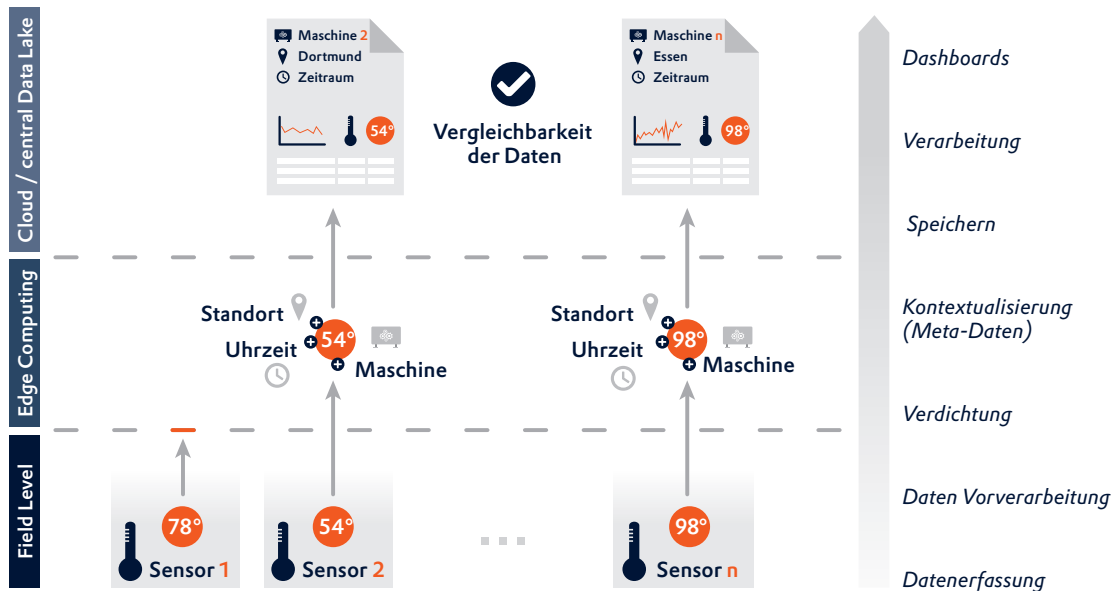 Cloud / central Data Lake
Maschine 2
Dortmund
Zeitraum
54°
Vergleichbarkeit
der Daten
Maschine n
Essen
Zeitraum
98°
Edge Computing
Standort
Uhrzeit
54°
Maschine
Standort
Uhrzeit
98°
Maschine
Field Level
78°
Sensor 1
54°
Sensor 2
98°
Sensor n
Dashboards
Verarbeitung
Speichern
Kontextualisierung
(Meta-Daten)
Verdichtung
Daten Vorverarbeitung
Datenerfassung